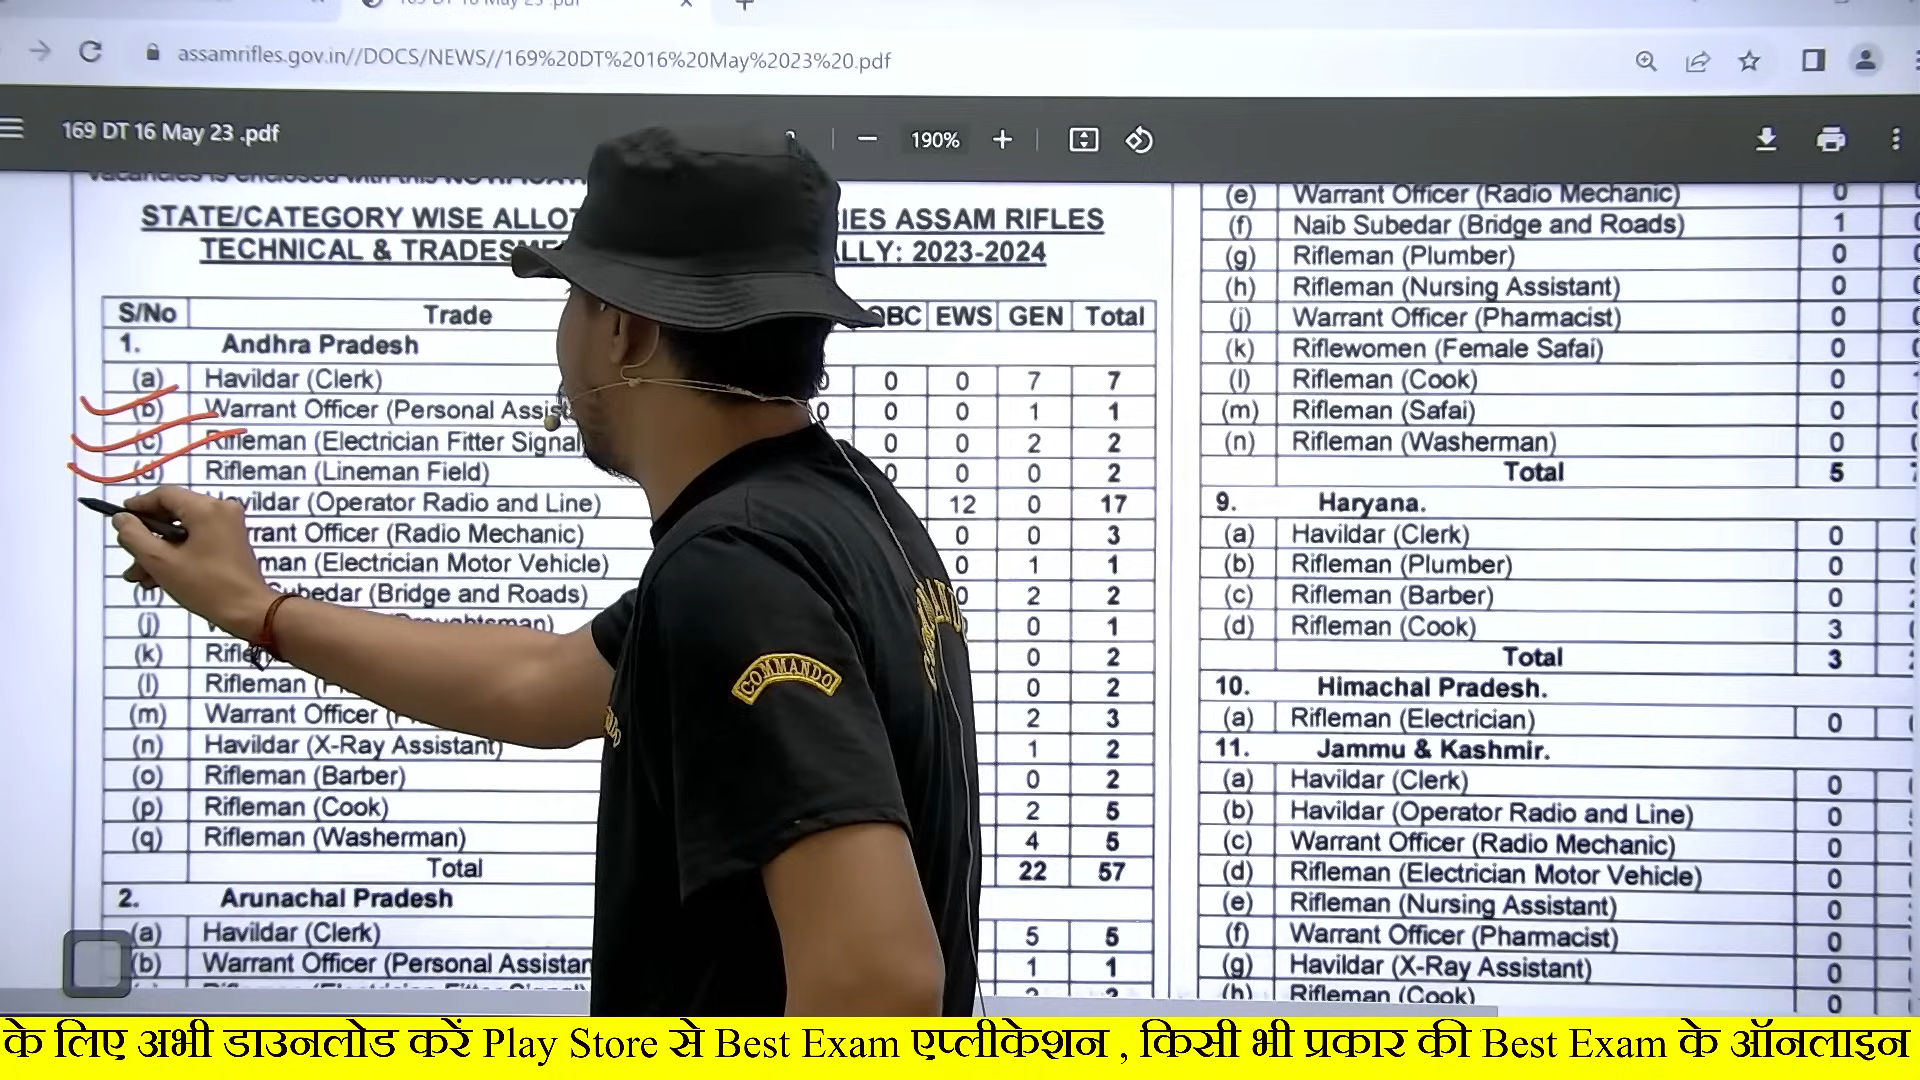 169 DT 16 May 23 .pdf
assamrifles.gov.in//DOCS/NEWS//169%20DT%2016%20May%2023%20.pdf
169 DT 16 May 23 .pdf
190%
STATE/CATEGORY WISE ASSAM RIFLES
TECHNICAL & 2023-2024
S/No Trade OBC EWS GEN Total
1. Andhra Pradesh
(a) Havildar (Clerk) 0 0 0 7 7
(b) Warrant Officer (Personal 0 0 0 1 1
(c) Rifleman (Electrician Fitter 0 0 2 2
(d) Rifleman (Lineman Field) 0 0 0 0 2
(Operator Radio and Line) 12 0 17
Officer (Radio Mechanic) 0 0 3
(Electrician Motor Vehicle) 0 1 1
(Bridge and Roads) 0 2 2
(j) 0 1
(k) 0 2
(l) Rifleman 0 2
(m) Warrant Officer 2 3
(n) Havildar (X-Ray Assistant) 1 2
(o) Rifleman (Barber) 0 2
(p) Rifleman (Cook) 2 5
(q) Rifleman (Washerman) 4 5
Total 22 57
2. Arunachal Pradesh
(a) Havildar (Clerk) 5 5
(b) Warrant Officer (Personal 1 1
(e) Warrant Officer (Radio Mechanic) 0
(f) Naib Subedar (Bridge and Roads) 1
(g) Rifleman (Plumber) 0
(h) Rifleman (Nursing Assistant) 0
(j) Warrant Officer (Pharmacist) 0
(k) Riflewomen (Female Safai) 0
(l) Rifleman (Cook) 0
(m) Rifleman (Safai) 0
(n) Rifleman (Washerman) 0
Total 5
9. Haryana.
(a) Havildar (Clerk) 0
(b) Rifleman (Plumber) 0
(c) Rifleman (Barber) 0
(d) Rifleman (Cook) 3
Total 3
10. Himachal Pradesh.
(a) Rifleman (Electrician) 0
11. Jammu & Kashmir.
(a) Havildar (Clerk) 0
(b) Havildar (Operator Radio and Line) 0
(c) Warrant Officer (Radio Mechanic) 0
(d) Rifleman (Electrician Motor Vehicle) 0
(e) Rifleman (Nursing Assistant) 0
(f) Warrant Officer (Pharmacist) 0
(g) Havildar (X-Ray Assistant) 0
(h) Rifleman (Cook) 0
COMMANDO
के लिए अभी डाउनलोड करें Play Store से Best Exam एप्लीकेशन , किसी भी प्रकार की Best Exam के ऑनलाइन